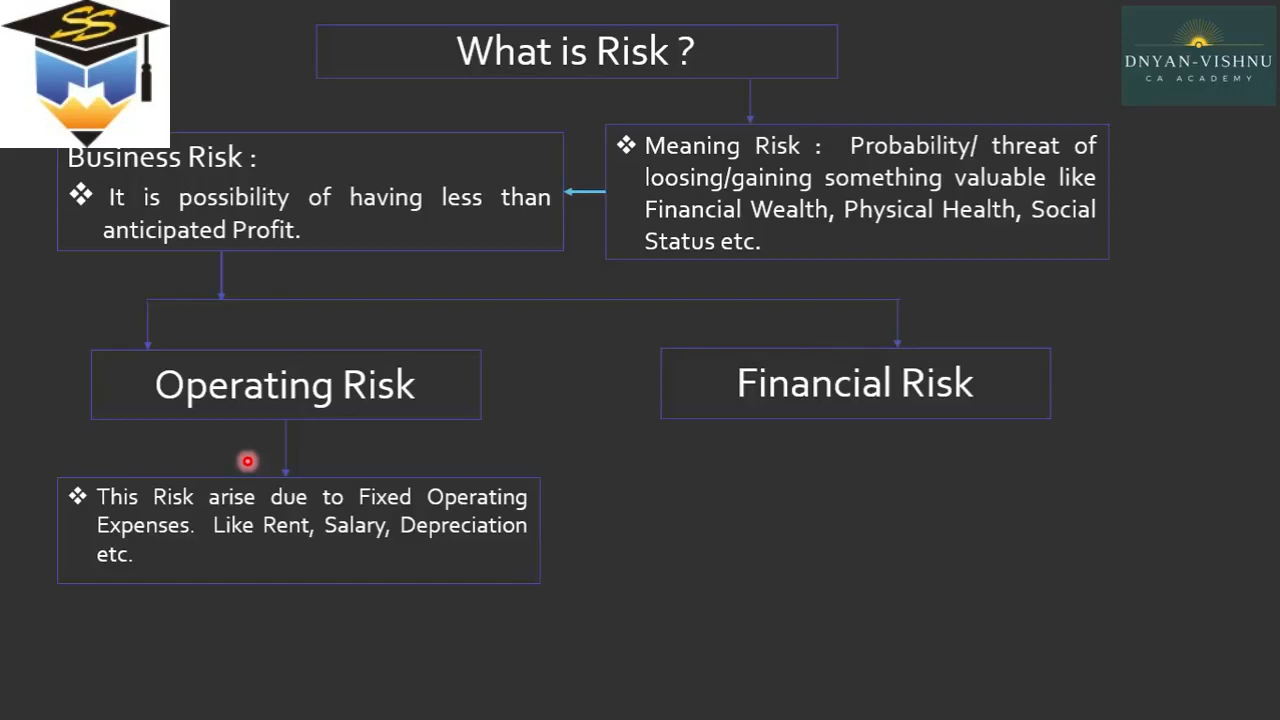 SS
What is Risk ?
DNYAN-VISHNU
CA ACADEMY
Business Risk :
❖ It is possibility of having less than
anticipated Profit.
❖ Meaning Risk : Probability/ threat of
loosing/gaining something valuable like
Financial Wealth, Physical Health, Social
Status etc.
Operating Risk
Financial Risk
❖ This Risk arise due to Fixed Operating
Expenses. Like Rent, Salary, Depreciation
etc.